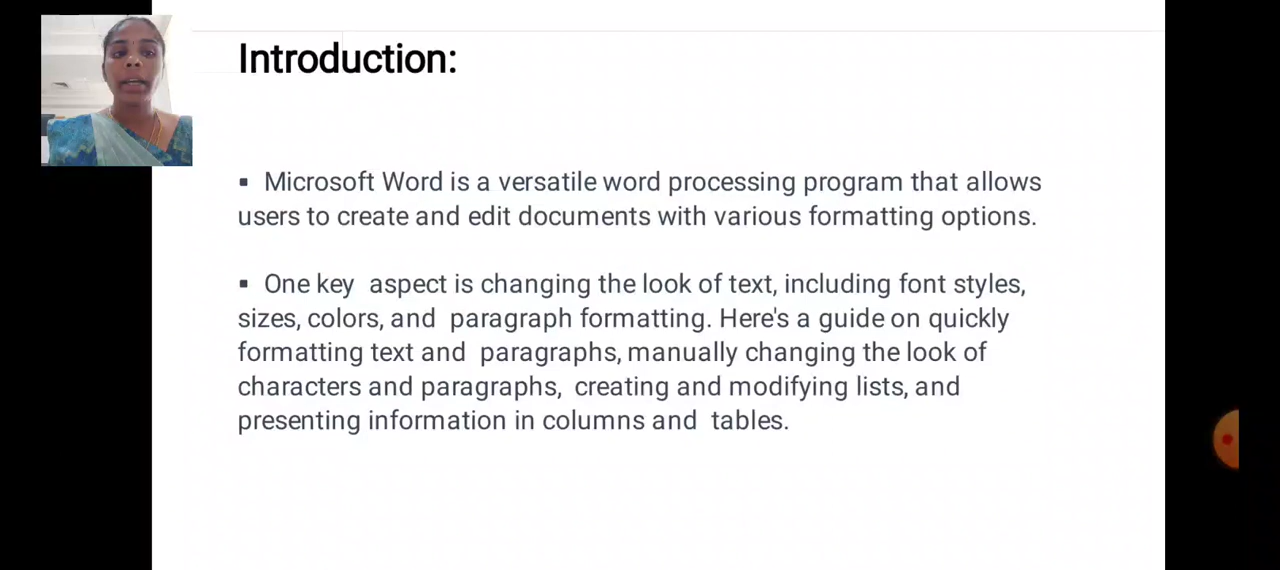 Introduction:
▪ Microsoft Word is a versatile word processing program that allows
users to create and edit documents with various formatting options.
▪ One key aspect is changing the look of text, including font styles,
sizes, colors, and paragraph formatting. Here's a guide on quickly
formatting text and paragraphs, manually changing the look of
characters and paragraphs, creating and modifying lists, and
presenting information in columns and tables.